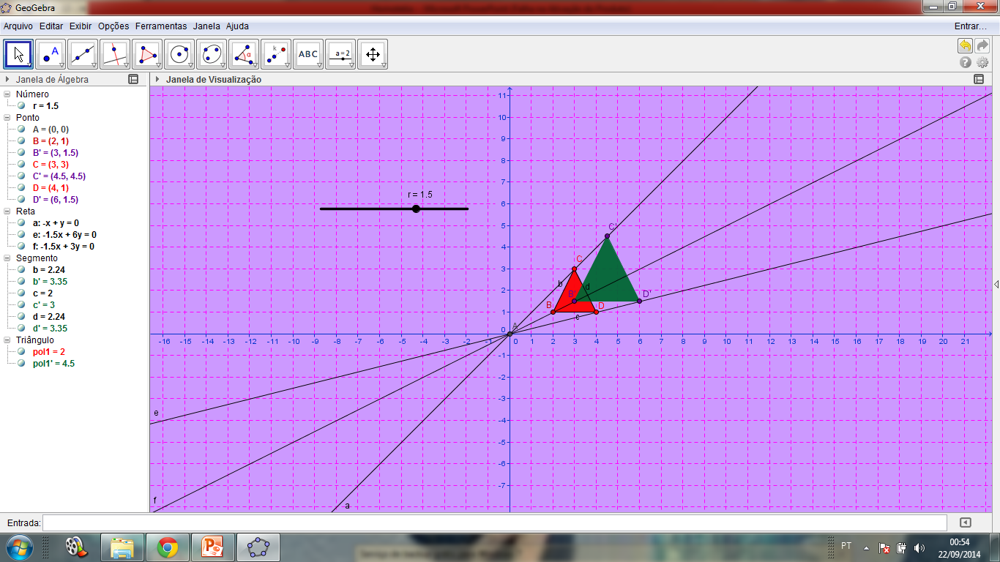 GeoGebra
Arquivo Editar Exibir Opções Ferramentas Janela Ajuda Entrar...
A α k ABC a=2
Janela de Álgebra
Janela de Visualização
Número
r = 1.5
Ponto
A = (0, 0)
B = (2, 1)
B' = (3, 1.5)
C = (3, 3)
C' = (4.5, 4.5)
D = (4, 1)
D' = (6, 1.5)
Reta
a: -x + y = 0
e: -1.5x + 6y = 0
f: -1.5x + 3y = 0
Segmento
b = 2.24
b' = 3.35
c = 2
c' = 3
d = 2.24
d' = 3.35
Triângulo
pol1 = 2
pol1' = 4.5
11
10
9
8
7
r = 1.5
6
5
C'
4
3
C
b
d
2
B'
D'
B
D
1
c
A
0
-16 -15 -14 -13 -12 -11 -10 -9 -8 -7 -6 -5 -4 -3 -2 -1 0 1 2 3 4 5 6 7 8 9 10 11 12 13 14 15 16 17 18 19 20 21
-1
-2
-3
e
-4
-5
-6
-7
f
a
Entrada:
PT
00:54
22/09/2014